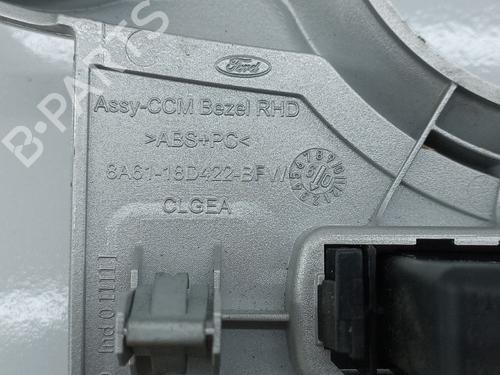 B-PARTS
Ford
Assy-CCM Bezel RHD
>ABS+PC<
8A61-18D422-BFW
CLGEA